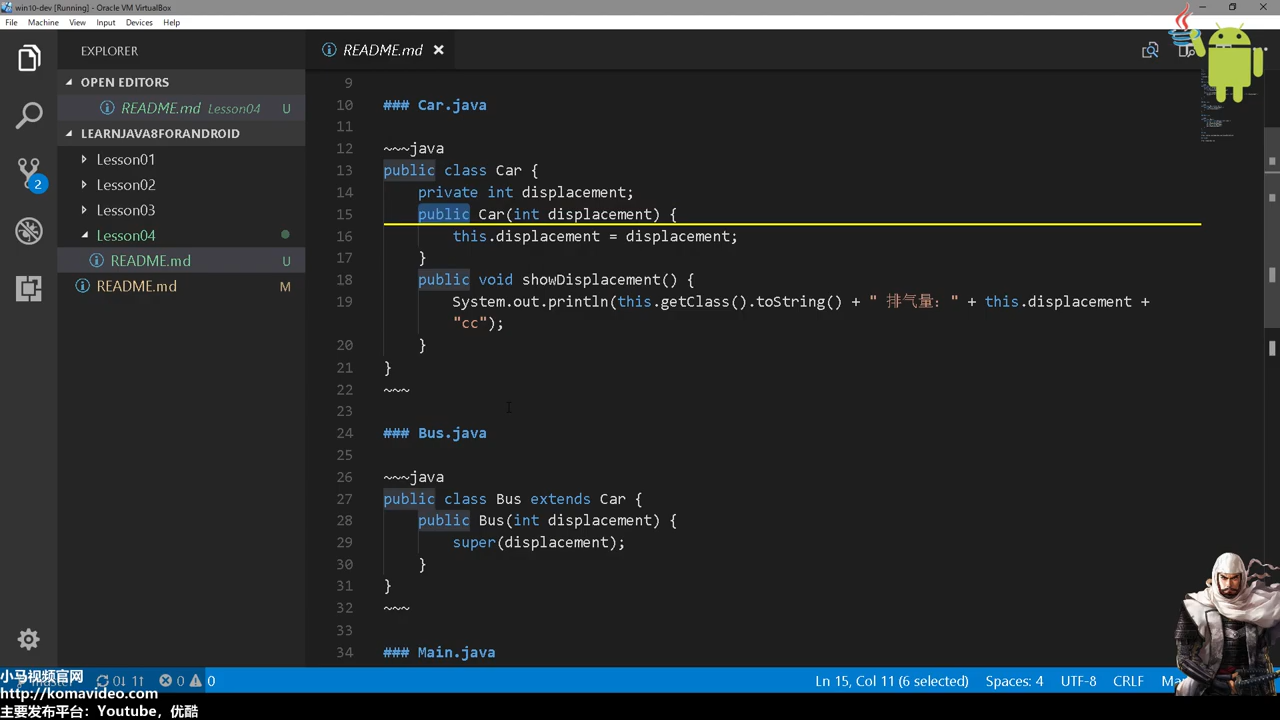 win10-dev [Running] - Oracle VM VirtualBox
File Machine View Input Devices Help
EXPLORER
README.md
OPEN EDITORS
README.md Lesson04 U
LEARNJAVA8FORANDROID
Lesson01
Lesson02
Lesson03
Lesson04
README.md U
README.md M
2
9
10 ### Car.java
11
12 ~~~java
13 public class Car {
14 private int displacement;
15 public Car(int displacement) {
16 this.displacement = displacement;
17 }
18 public void showDisplacement() {
19 System.out.println(this.getClass().toString() + " 排气量: " + this.displacement +
"cc");
20 }
21 }
22 ~~~
23
24 ### Bus.java
25
26 ~~~java
27 public class Bus extends Car {
28 public Bus(int displacement) {
29 super(displacement);
30 }
31 }
32 ~~~
33
34 ### Main.java
小马视频官网
http://komavideo.com
主要发布平台: Youtube, 优酷
0↓ 1↑ 0 0
Ln 15, Col 11 (6 selected) Spaces: 4 UTF-8 CRLF